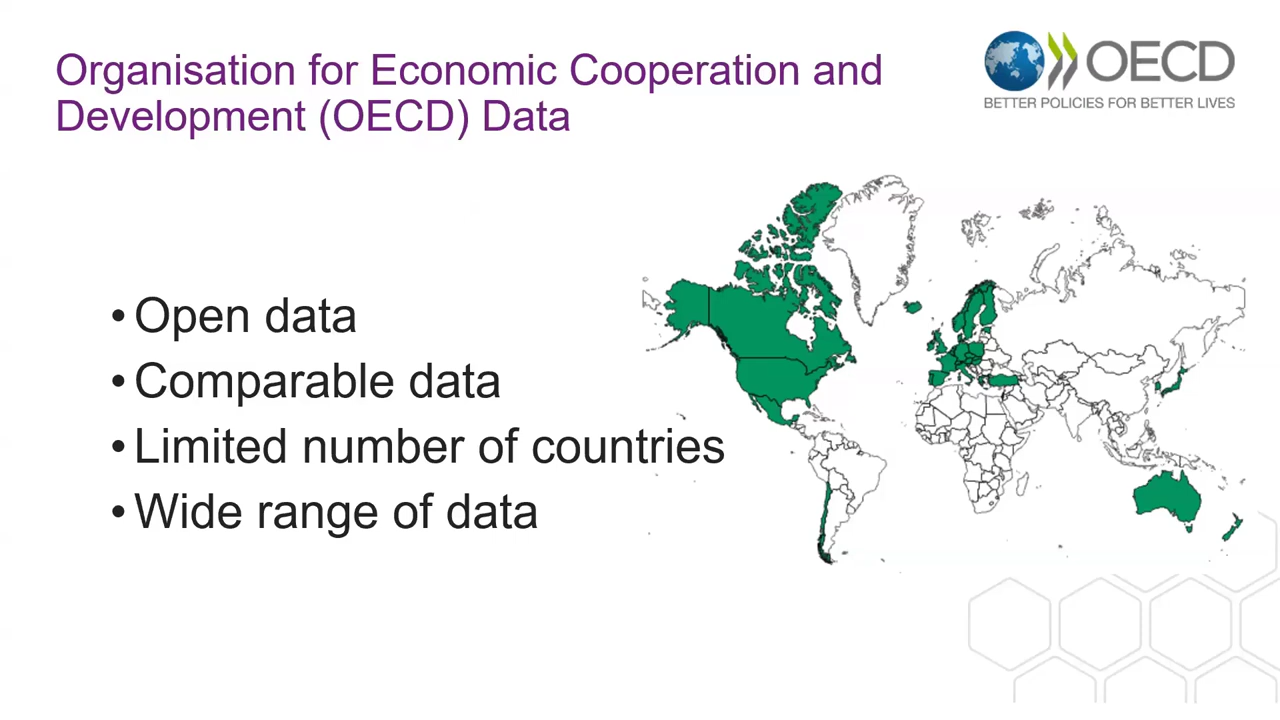 Organisation for Economic Cooperation and
Development (OECD) Data
OECD
BETTER POLICIES FOR BETTER LIVES
• Open data
• Comparable data
• Limited number of countries
• Wide range of data